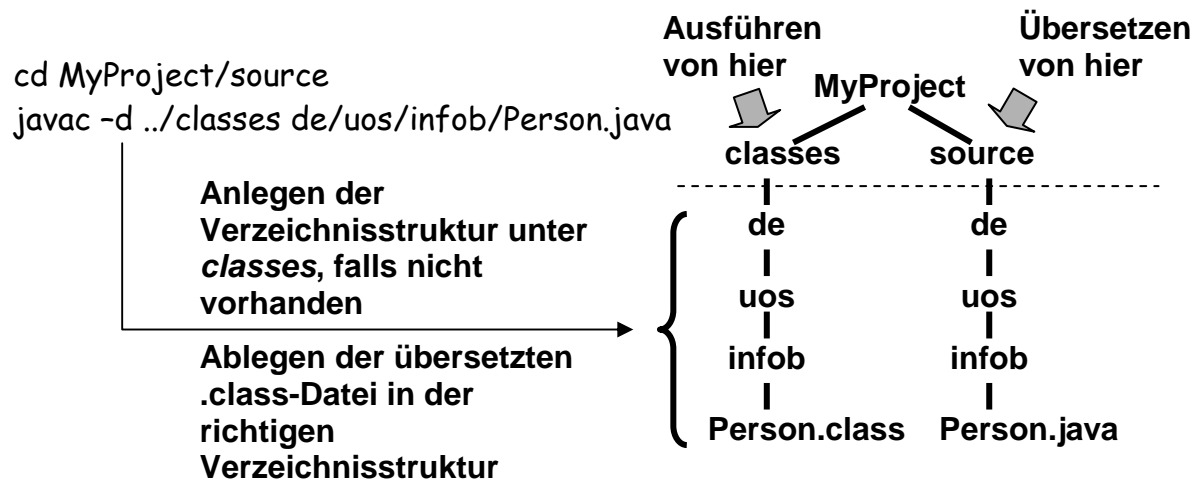 cd MyProject/source
javac –d ../classes de/uos/infob/Person.java
Anlegen der
Verzeichnisstruktur unter
classes, falls nicht
vorhanden
Ablegen der übersetzten
.class-Datei in der
richtigen
Verzeichnisstruktur
Ausführen
von hier
Übersetzen
von hier
MyProject
classes source
de de
uos uos
infob infob
Person.class Person.java